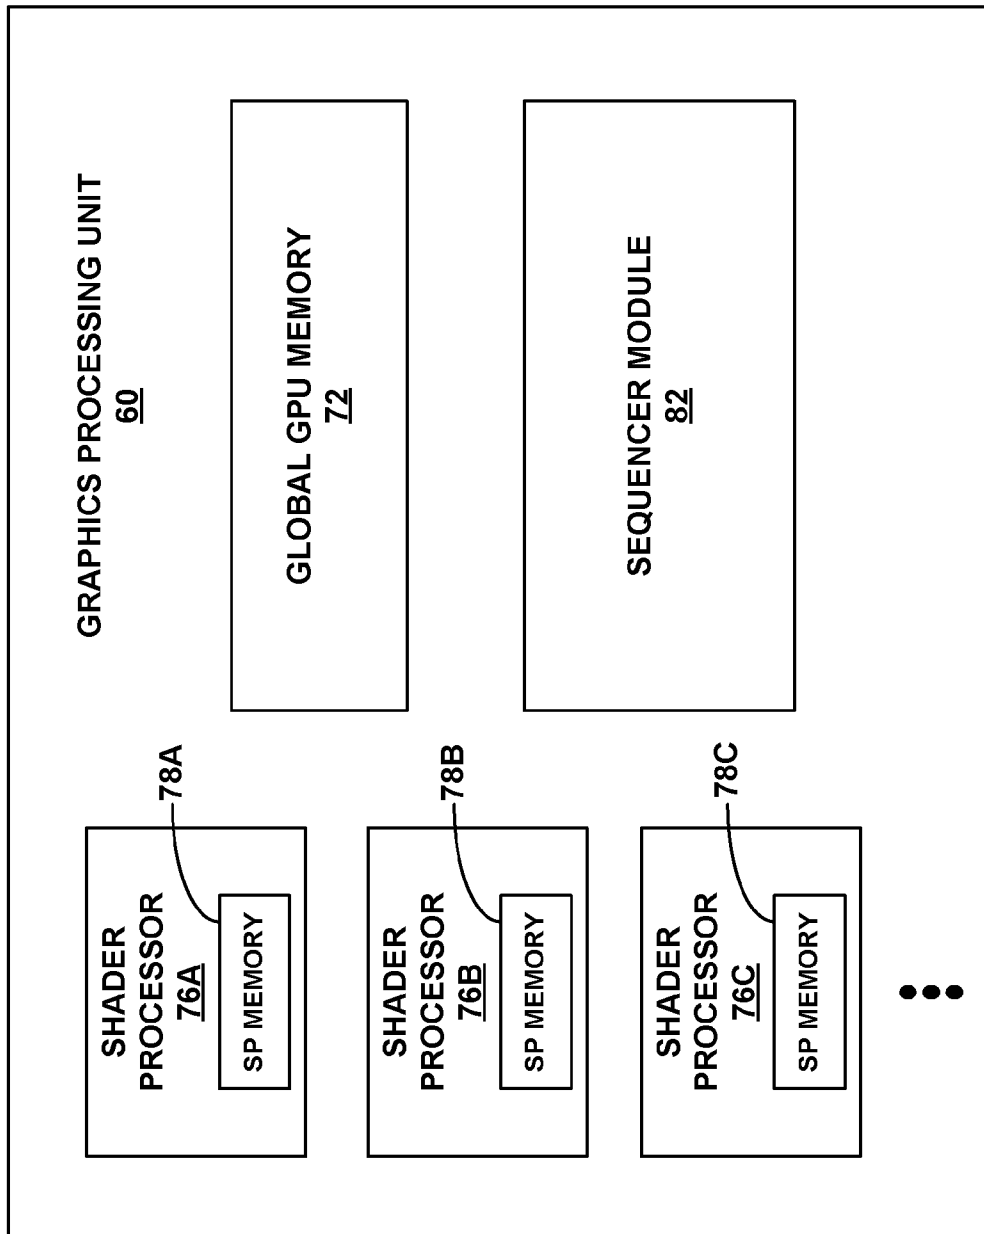 GRAPHICS PROCESSING UNIT
60
SHADER
PROCESSOR
76A
SP MEMORY
78A
GLOBAL GPU MEMORY
72
SHADER
PROCESSOR
76B
SP MEMORY
78B
SEQUENCER MODULE
82
SHADER
PROCESSOR
76C
SP MEMORY
78C